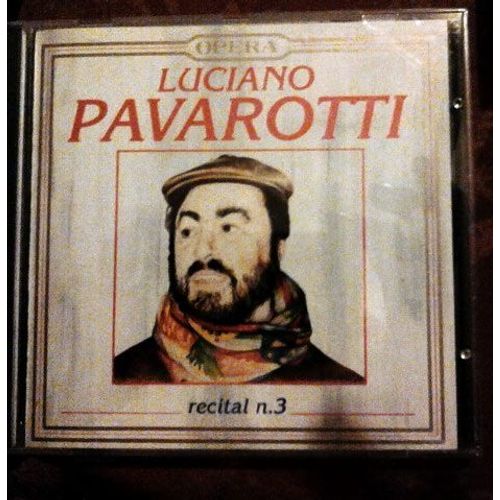 OPERA
LUCIANO
PAVAROTTI
recital n.3